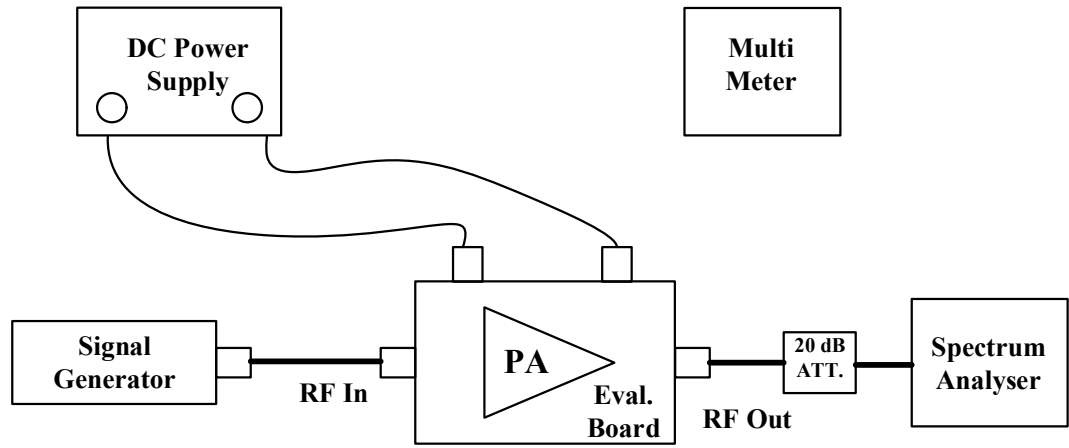 DC Power
Supply
Multi
Meter
Signal
Generator
RF In
PA
Eval.
Board
RF Out
20 dB
ATT.
Spectrum
Analyser